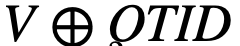 V ⊕ QTID